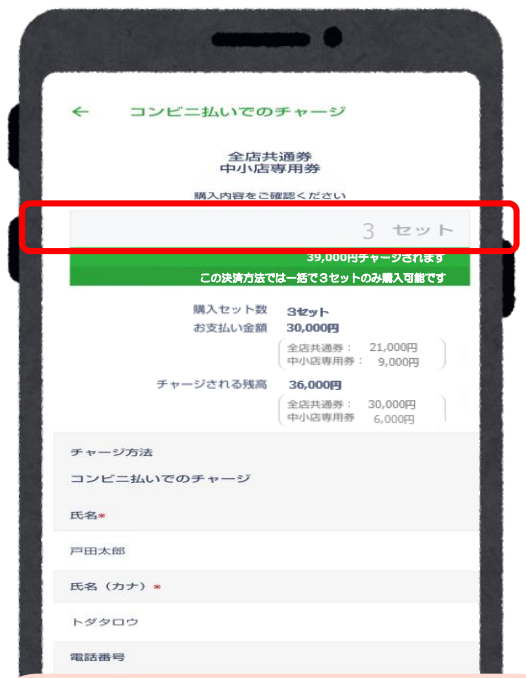 ← コンビニ払いでのチャージ
全店共通券
中小店専用券
購入内容をご確認ください
3 セット
39,000円チャージされます
この決済方法では一括で3セットのみ購入可能です
購入セット数 3セット
お支払い金額 30,000円
全店共通券： 21,000円
中小店専用券： 9,000円
チャージされる残高 36,000円
全店共通券： 30,000円
中小店専用券 6,000円
チャージ方法
コンビニ払いでのチャージ
氏名*
戸田太郎
氏名（カナ）*
トダタロウ
電話番号